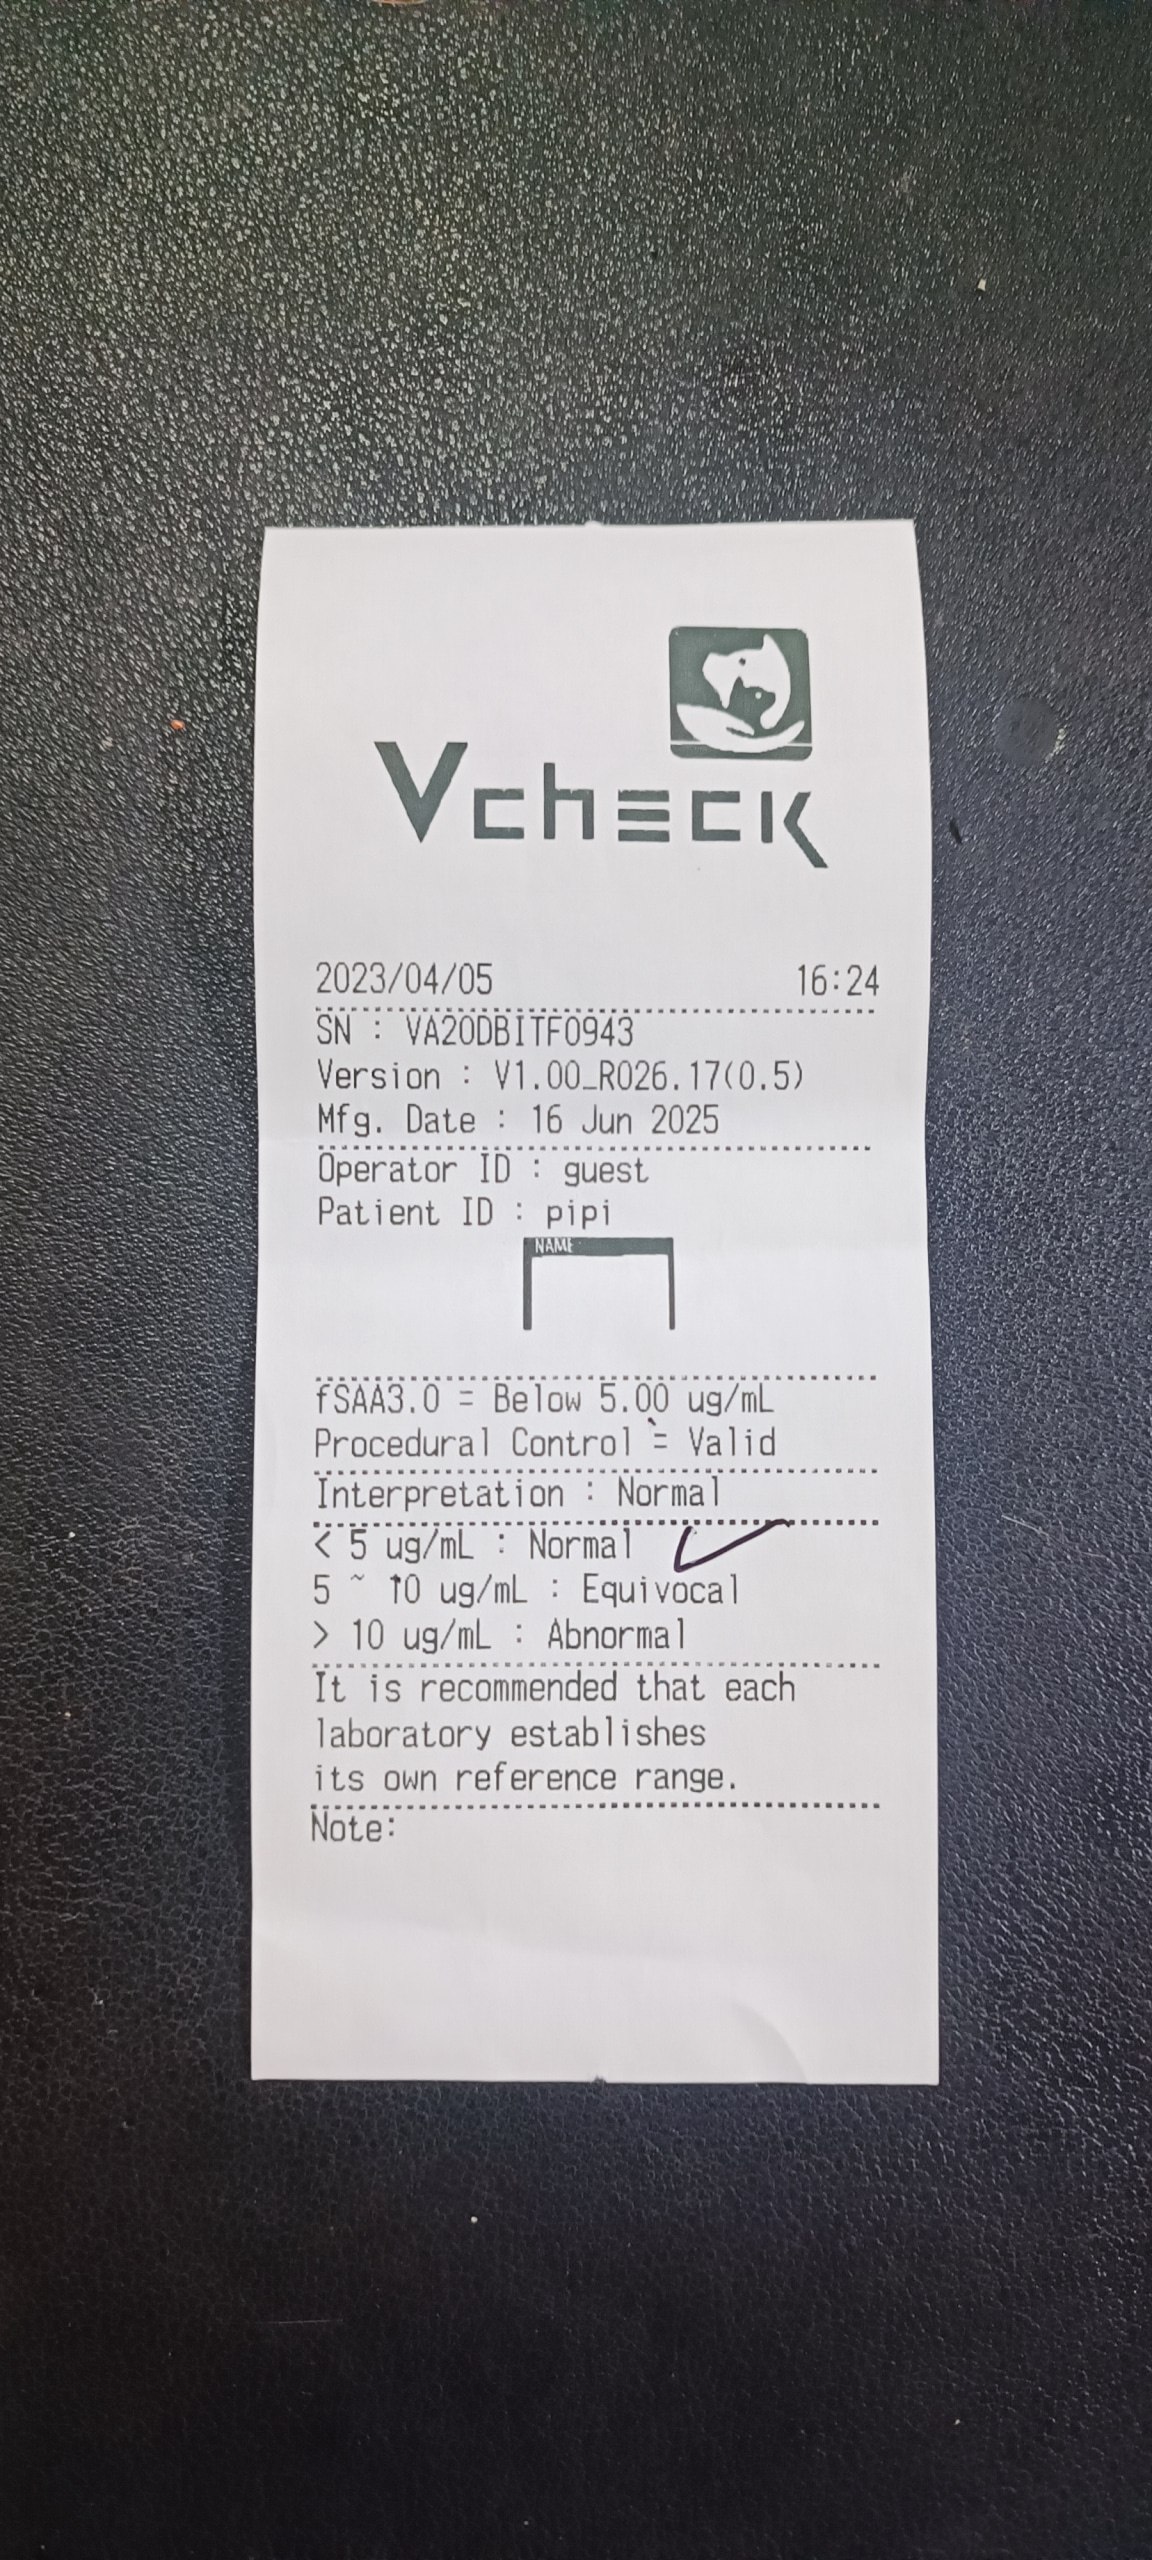 Vcheck
2023/04/05 16:24
SN : VA20DBITF0943
Version : V1.00_R026.17(0.5)
Mfg. Date : 16 Jun 2025
Operator ID : guest
Patient ID : pipi
NAME
fSAA3.0 = Below 5.00 ug/mL
Procedural Control = Valid
Interpretation : Normal
< 5 ug/mL : Normal
5 ~ 10 ug/mL : Equivocal
> 10 ug/mL : Abnormal
It is recommended that each
laboratory establishes
its own reference range.
Note: